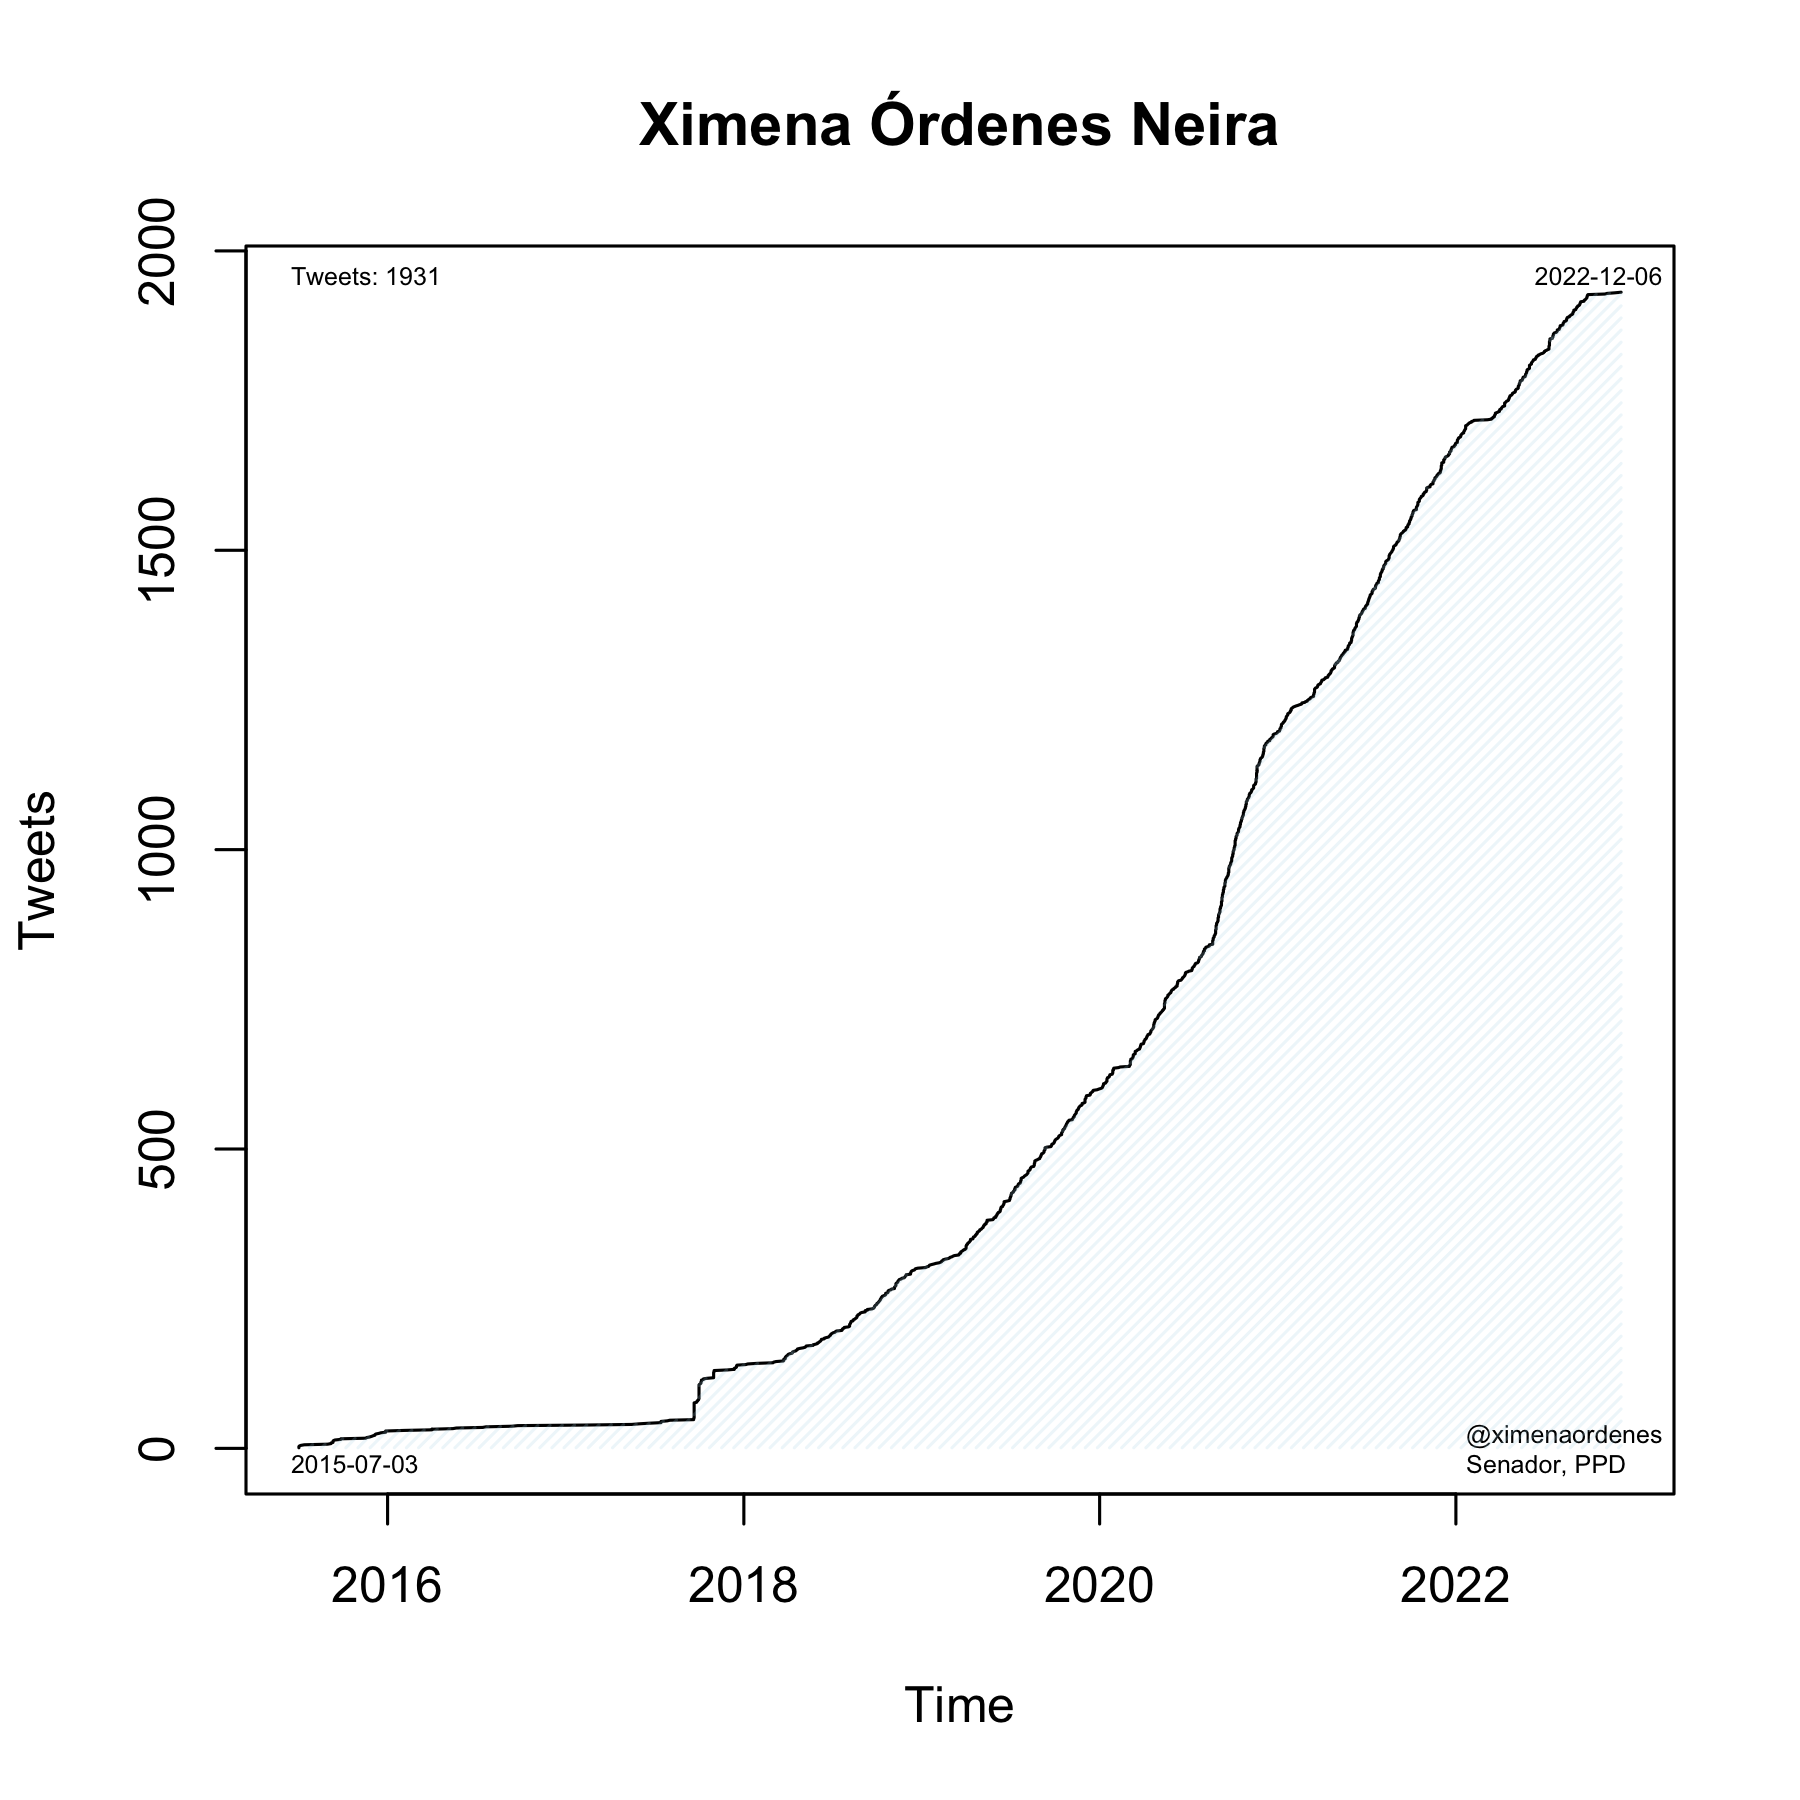 Ximena Órdenes Neira
Tweets: 1931
2022-12-06
2000
1500
1000
500
0
Tweets
@ximenaordenes
Senador, PPD
2015-07-03
2016
2018
2020
2022
Time